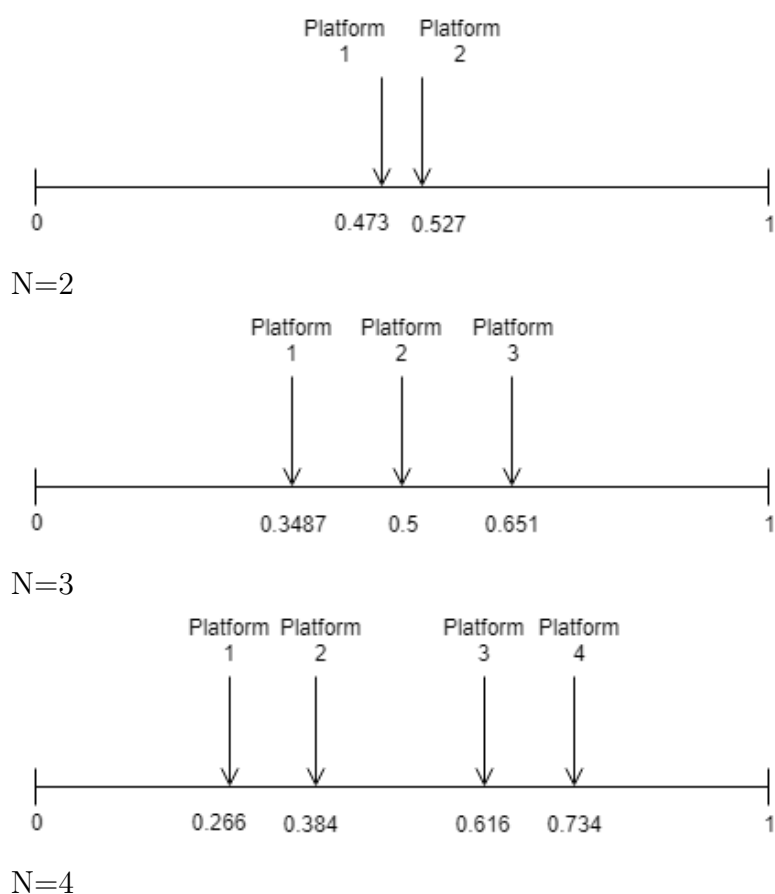 Platform Platform
1 2
0 0.473 0.527 1
N=2
Platform Platform Platform
1 2 3
0 0.3487 0.5 0.651 1
N=3
Platform Platform Platform Platform
1 2 3 4
0 0.266 0.384 0.616 0.734 1
N=4